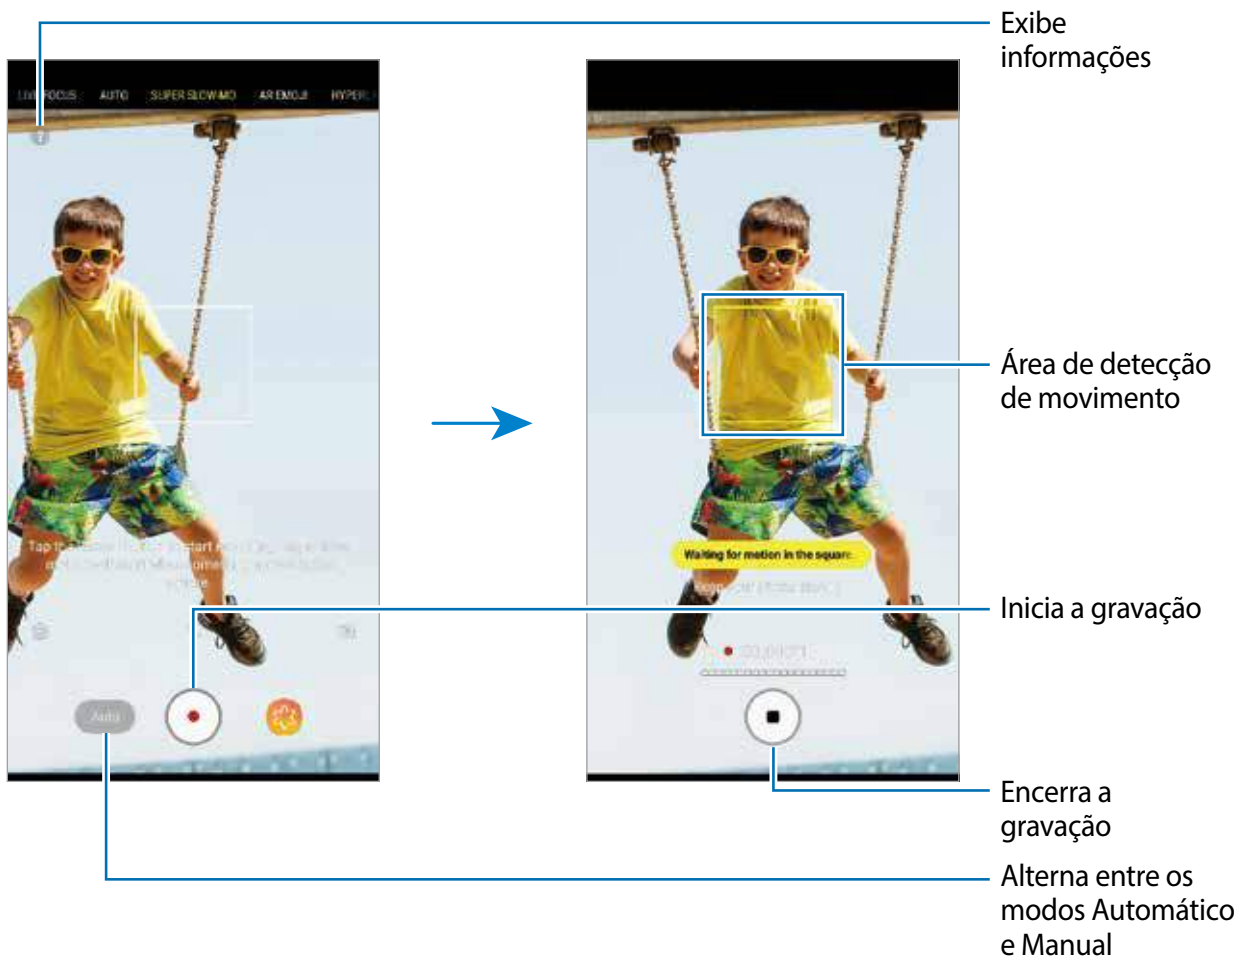 Exibe
informações
LIVE FOCUS AUTO SUPER SLOW-MO AR EMOJI HYPERL
Área de detecção
de movimento
Waiting for motion in the square.
Inicia a gravação
Auto
Encerra a
gravação
Alterna entre os
modos Automático
e Manual